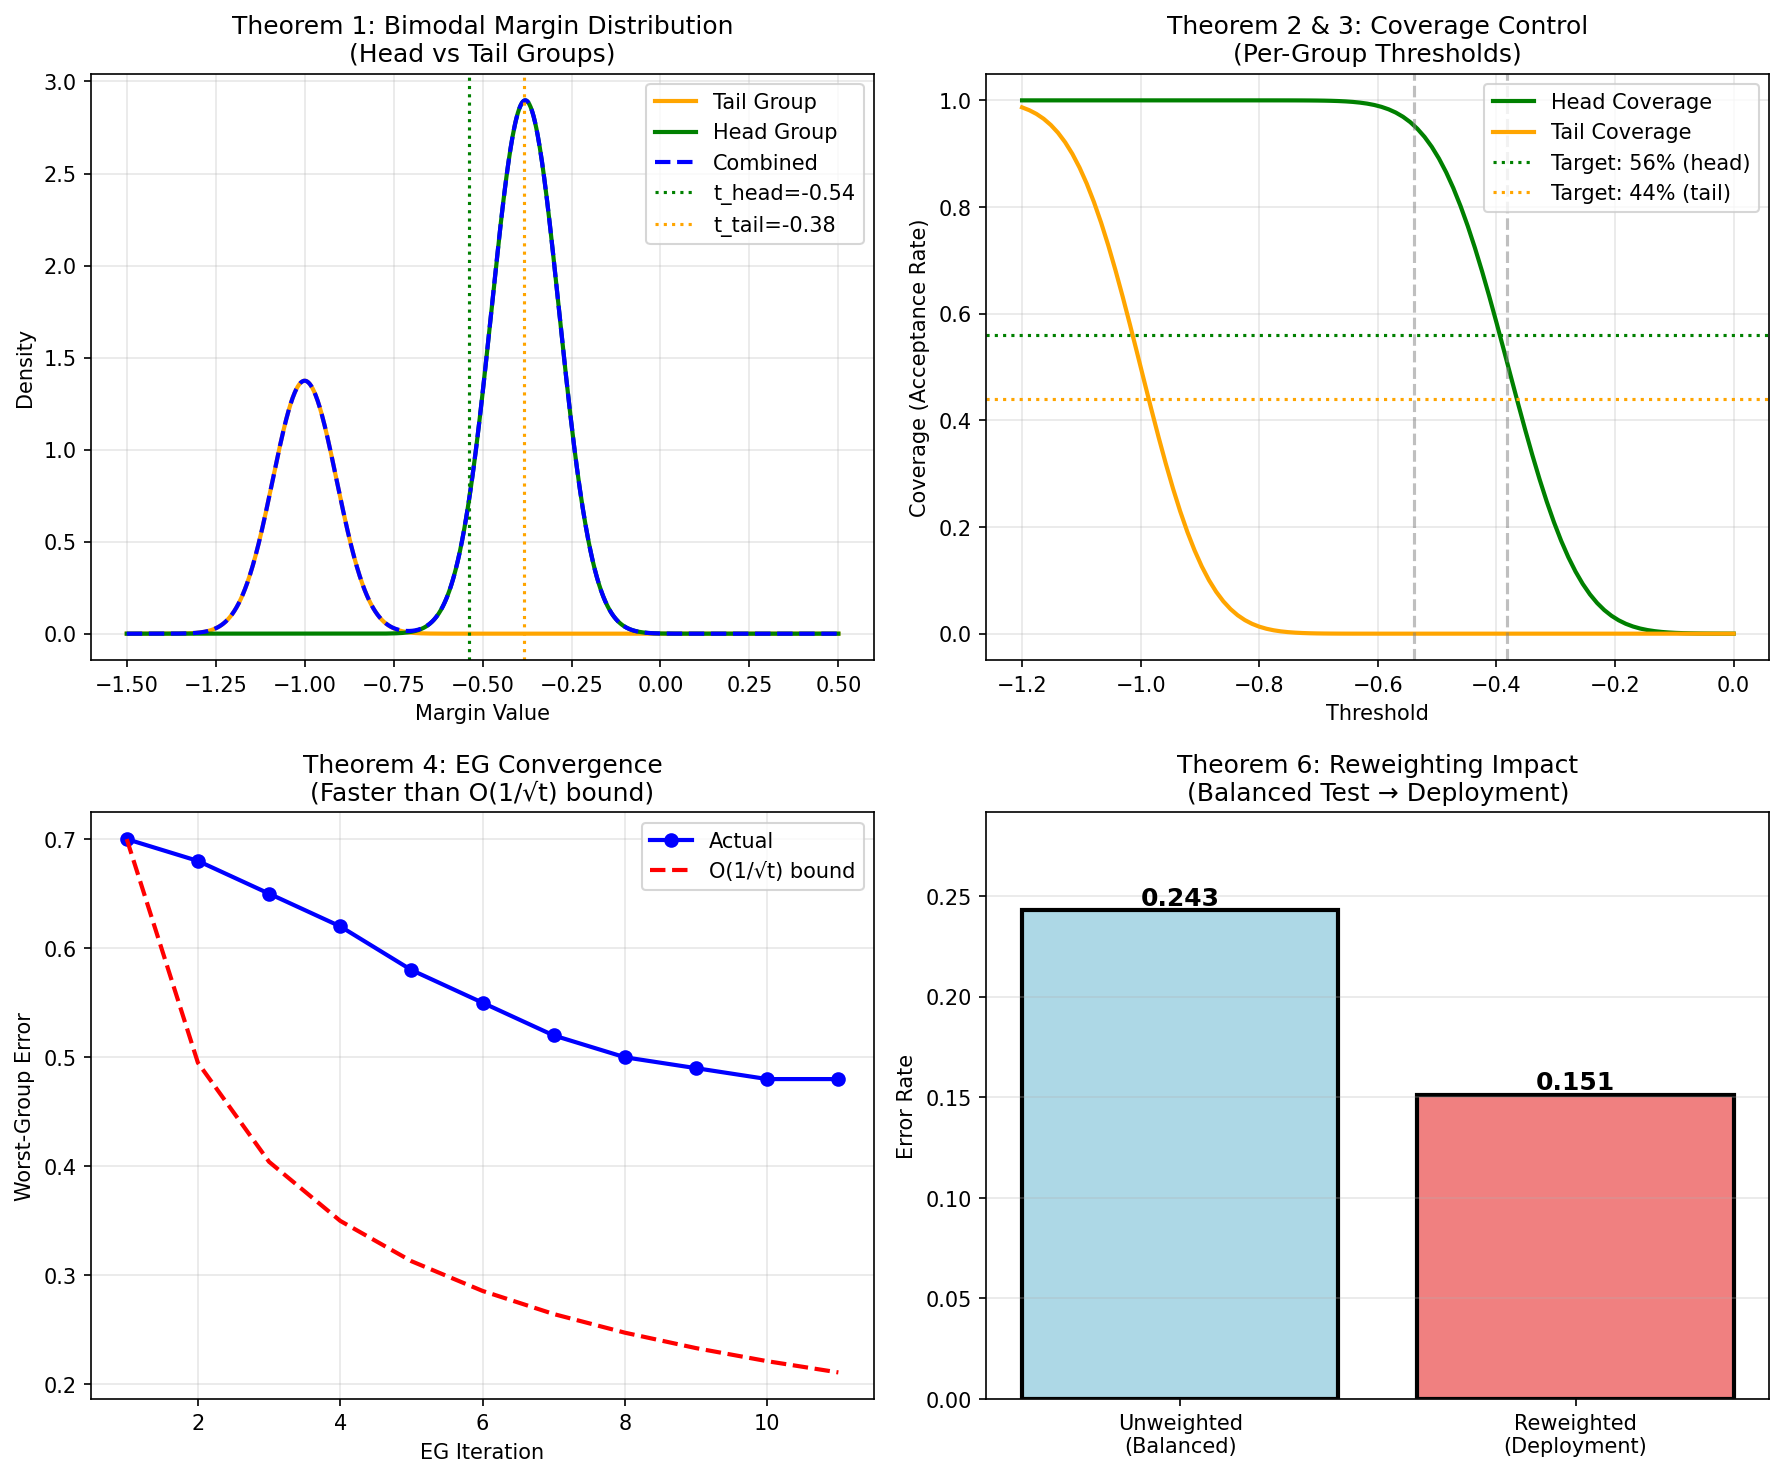 Theorem 1: Bimodal Margin Distribution
(Head vs Tail Groups)
3.0
2.5
2.0
1.5
1.0
0.5
0.0
Density
Tail Group
Head Group
Combined
t_head=-0.54
t_tail=-0.38
−1.50 −1.25 −1.00 −0.75 −0.50 −0.25 0.00 0.25 0.50
Margin Value
Theorem 2 & 3: Coverage Control
(Per-Group Thresholds)
1.0
0.8
0.6
0.4
0.2
0.0
Coverage (Acceptance Rate)
Head Coverage
Tail Coverage
Target: 56% (head)
Target: 44% (tail)
−1.2 −1.0 −0.8 −0.6 −0.4 −0.2 0.0
Threshold
Theorem 4: EG Convergence
(Faster than O(1/√t) bound)
0.7
0.6
0.5
0.4
0.3
0.2
Worst-Group Error
Actual
O(1/√t) bound
2 4 6 8 10
EG Iteration
Theorem 6: Reweighting Impact
(Balanced Test → Deployment)
0.25
0.20
0.15
0.10
0.05
0.00
Error Rate
0.243
0.151
Unweighted
(Balanced)
Reweighted
(Deployment)